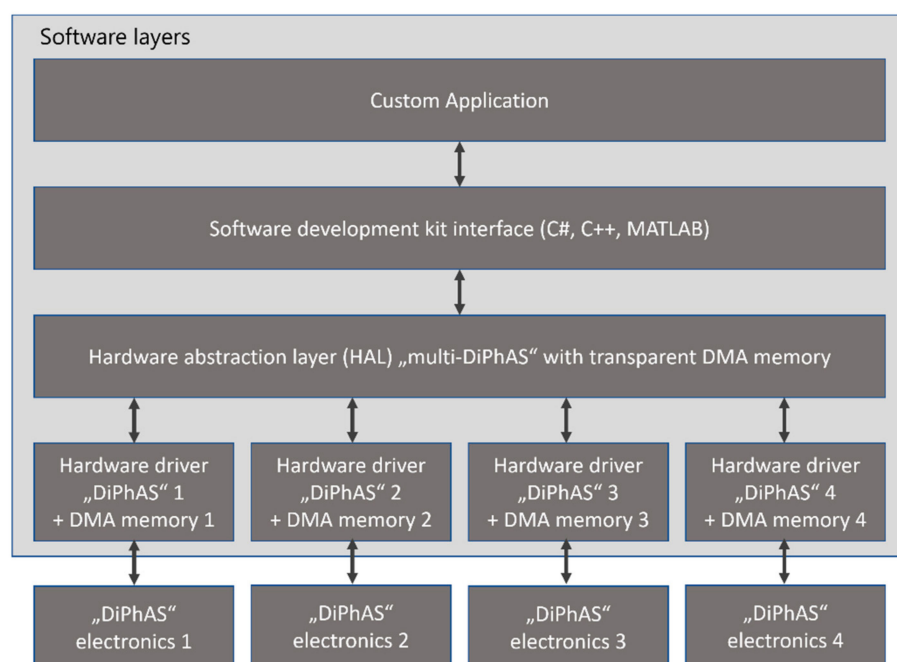 Software layers
Custom Application
Software development kit interface (C#, C++, MATLAB)
Hardware abstraction layer (HAL) „multi-DiPhAS“ with transparent DMA memory
Hardware driver
„DiPhAS“ 1
+ DMA memory 1
Hardware driver
„DiPhAS“ 2
+ DMA memory 2
Hardware driver
„DiPhAS“ 3
+ DMA memory 3
Hardware driver
„DiPhAS“ 4
+ DMA memory 4
„DiPhAS“
electronics 1
„DiPhAS“
electronics 2
„DiPhAS“
electronics 3
„DiPhAS“
electronics 4